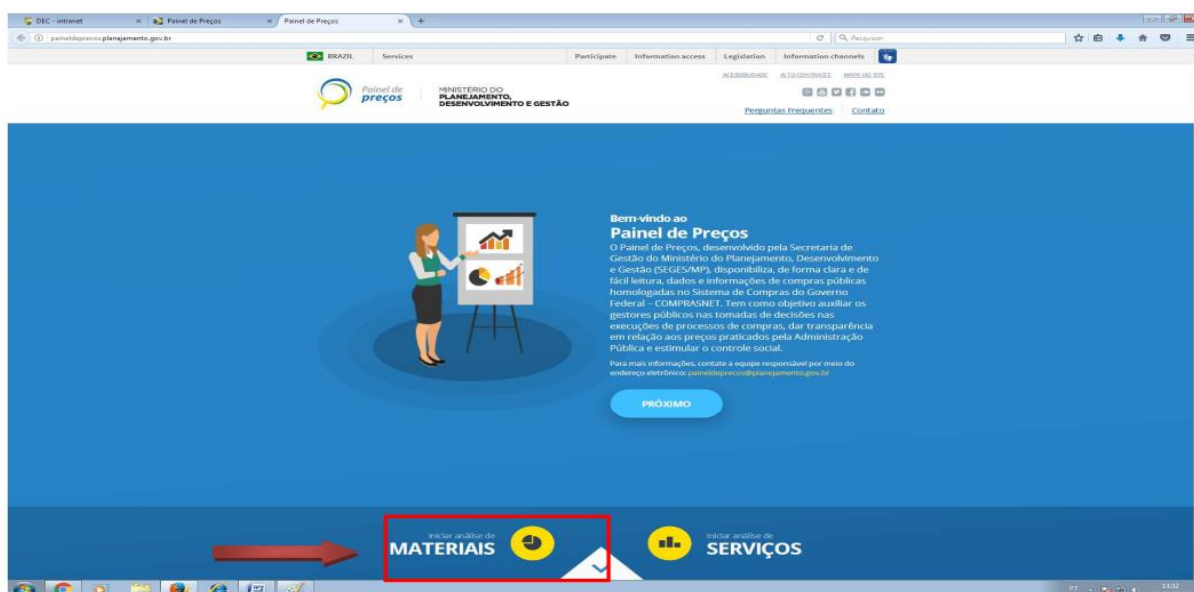 DEC - intranet
Painel de Preços
Painel de Preços
paineldeprecos.planejamento.gov.br
Pesquisar
BRAZIL
Services
Participate
Information access
Legislation
Information channels
ACESSIBILIDADE
ALTO CONTRASTE
MAPA DO SITE
Painel de
preços
MINISTÉRIO DO
PLANEJAMENTO,
DESENVOLVIMENTO E GESTÃO
Perguntas Frequentes
Contato
Bem-vindo ao
Painel de Preços
O Painel de Preços, desenvolvido pela Secretaria de
Gestão do Ministério do Planejamento, Desenvolvimento
e Gestão (SEGES/MP), disponibiliza, de forma clara e de
fácil leitura, dados e informações de compras públicas
homologadas no Sistema de Compras do Governo
Federal – COMPRASNET. Tem como objetivo auxiliar os
gestores públicos nas tomadas de decisões nas
execuções de processos de compras, dar transparência
em relação aos preços praticados pela Administração
Pública e estimular o controle social.
Para mais informações, contate a equipe responsável por meio do
endereço eletrônico: paineldeprecos@planejamento.gov.br
PRÓXIMO
Iniciar análise de
MATERIAIS
Iniciar análise de
SERVIÇOS
PT
13:32